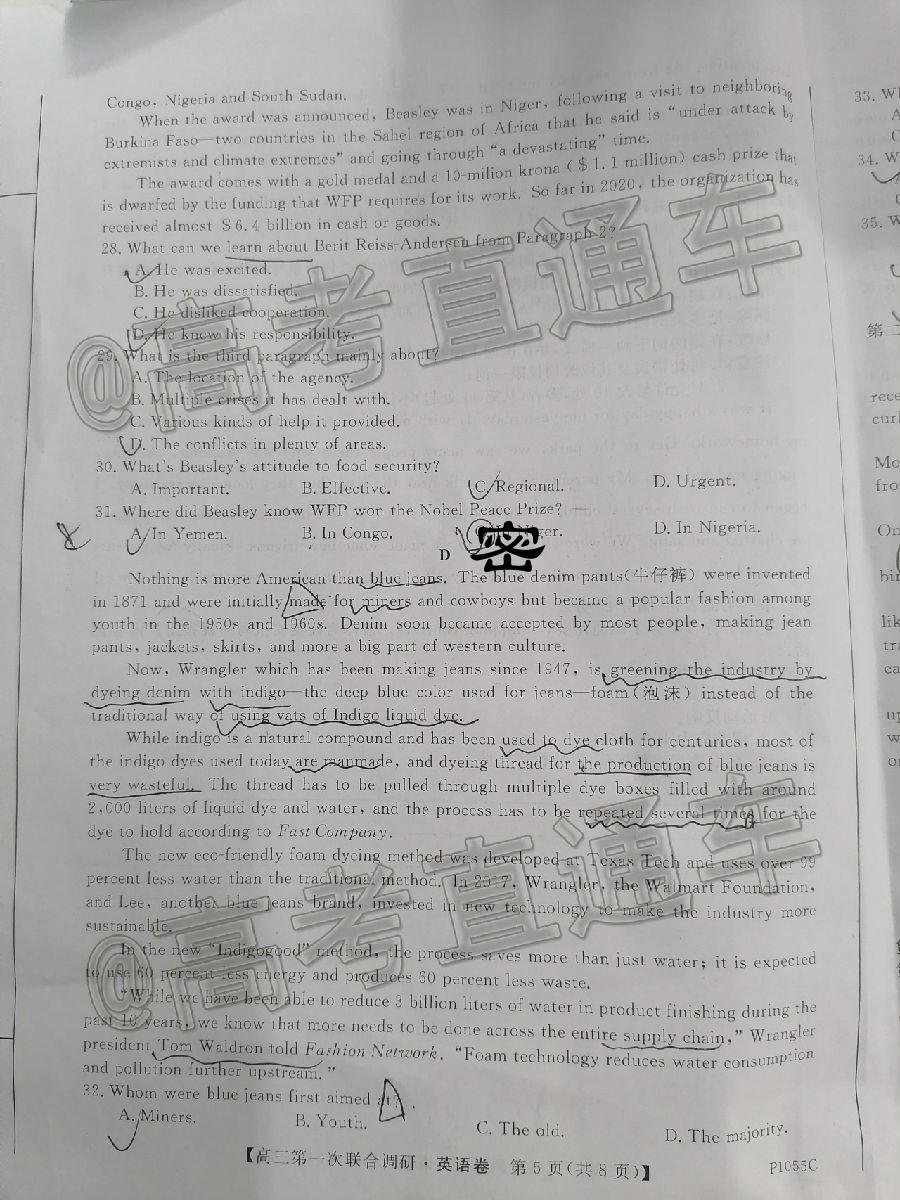 Congo, Nigeria and South Sudan.
When the award was announced, Beasley was in Niger, following a visit to neighboring
Burkina Faso—two countries in the Sahel region of Africa that he said is "under attack by
extremists and climate extremes" and going through "a devastating" time.
The award comes with a gold medal and a 10-milion krona ($1.1 million) cash prize that
is dwarfed by the funding that WFP requires for its work. So far in 2020, the organization has
received almost $6.4 billion in cash or goods.
28. What can we learn about Berit Reiss-Andersen from Paragraph 2?
A. He was excited.
B. He was dissatisfied.
C. He disliked cooperation.
D. He knew his responsibility.
29. What is the third paragraph mainly about?
A. The location of the agency.
B. Multiple crises it has dealt with.
C. Various kinds of help it provided.
D. The conflicts in plenty of areas.
30. What's Beasley's attitude to food security?
A. Important. B. Effective. C. Regional. D. Urgent.
31. Where did Beasley know WFP won the Nobel Peace Prize?
A. In Yemen. B. In Congo. D. In Nigeria.
密
D
Nothing is more American than blue jeans. The blue denim pants(牛仔裤) were invented
in 1871 and were initially made for miners and cowboys but became a popular fashion among
youth in the 1950s and 1960s. Denim soon became accepted by most people, making jean
pants, jackets, skirts, and more a big part of western culture.
Now, Wrangler which has been making jeans since 1947, is greening the industry by
dyeing denim with indigo—the deep blue color used for jeans—foam(泡沫) instead of the
traditional way of using vats of Indigo liquid dye.
While indigo is a natural compound and has been used to dye cloth for centuries, most of
the indigo dyes used today are manmade, and dyeing thread for the production of blue jeans is
very wasteful. The thread has to be pulled through multiple dye boxes filled with around
2,000 liters of liquid dye and water, and the process has to be repeated several times for the
dye to hold according to Fast Company.
The new eco-friendly foam dyeing method was developed at Texas Tech and uses over 99
percent less water than the traditional method. In 2017, Wrangler, the Walmart Foundation,
and Lee, another blue jeans brand, invested in new technology to make the industry more
sustainable.
In the new "Indigogood" method, the process saves more than just water; it is expected
to use 60 percent less energy and produces 60 percent less waste.
"While we have been able to reduce 3 billion liters of water in product finishing during the
past 10 years, we know that more needs to be done across the entire supply chain," Wrangler
president Tom Waldron told Fashion Network. "Foam technology reduces water consumption
and pollution further upstream."
32. Whom were blue jeans first aimed at?
A. Miners. B. Youth. C. The old. D. The majority.
【高三第一次联合调研·英语卷 第5页(共8页)】 P1055C
@高考直通车
@高考直通车
33. W
A
C
34. W
35. W
第二
rece
curl
Mo
fro
On
bir
lik
tra
ca
up
w
o